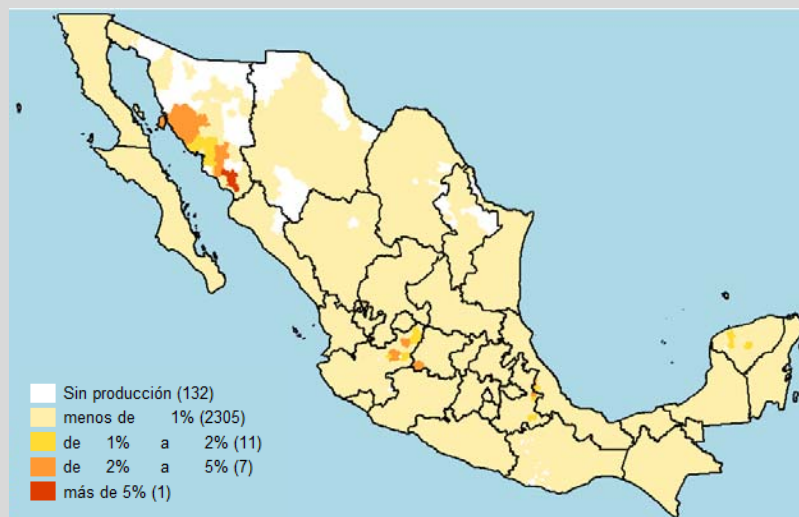 Sin producción (132)
menos de 1% (2305)
de 1% a 2% (11)
de 2% a 5% (7)
más de 5% (1)